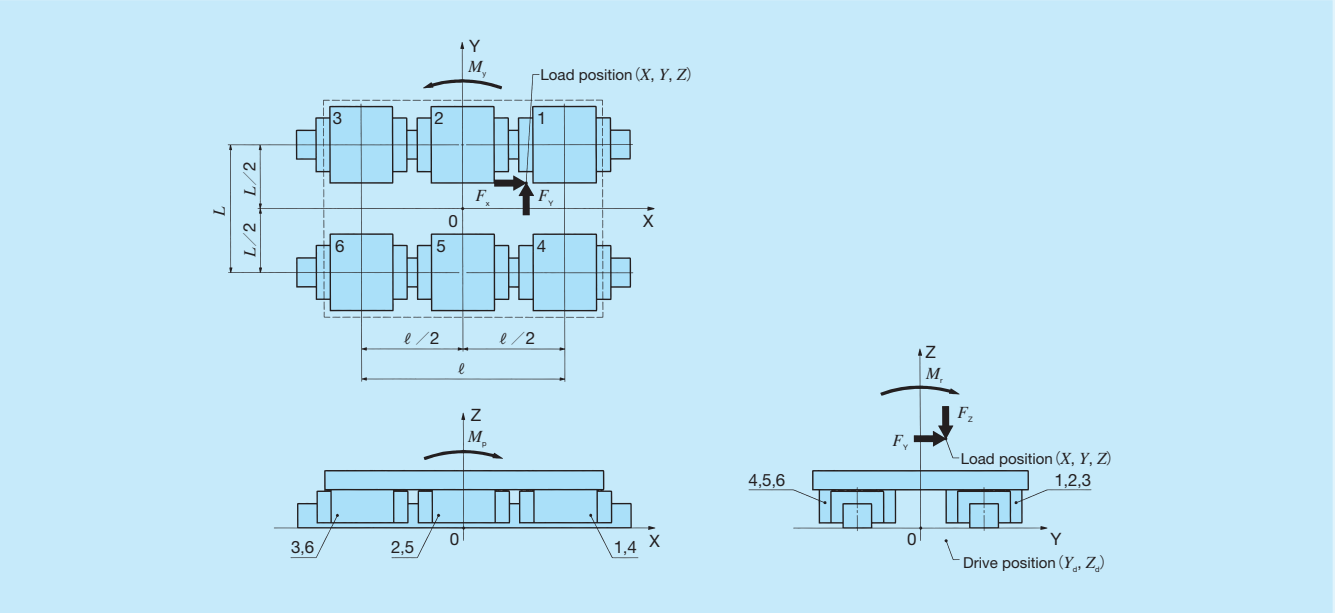 Y
My
Load position (X, Y, Z)
3
2
1
L
L/2
L/2
Fx
FY
0
X
6
5
4
ℓ/2
ℓ/2
ℓ
Z
Mp
3,6
2,5
0
1,4
X
Z
Mr
FZ
FY
Load position (X, Y, Z)
4,5,6
1,2,3
0
Y
Drive position (Yd, Zd)